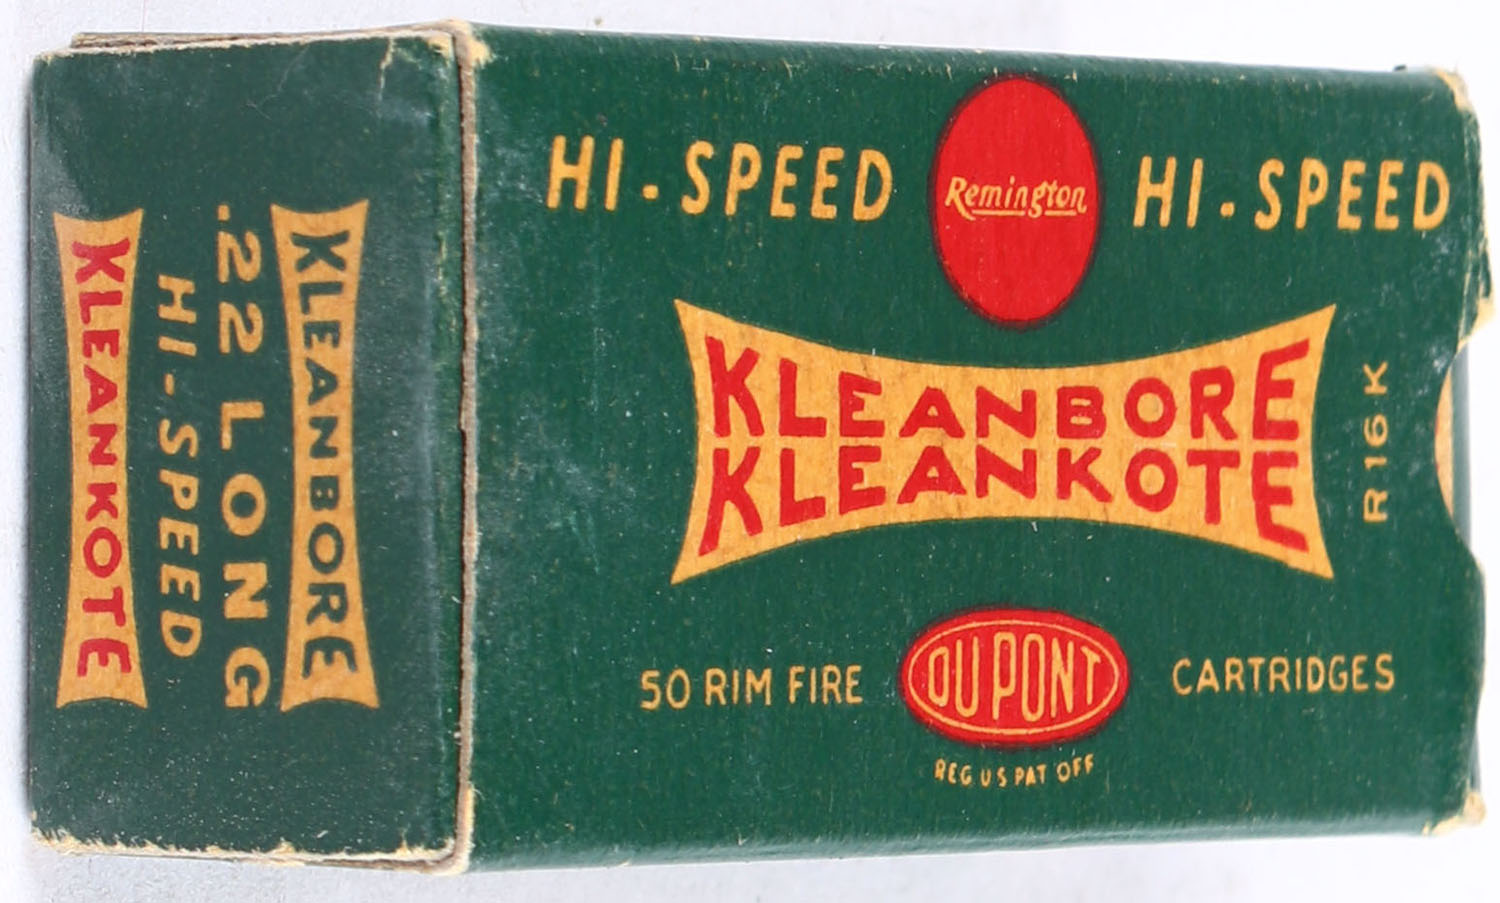 HI-SPEED Remington HI-SPEED
KLEANBORE
KLEANKOTE
R16K
50 RIM FIRE DU PONT CARTRIDGES
REG US PAT OFF
KLEANBORE
.22 LONG
HI-SPEED
KLEANKOTE